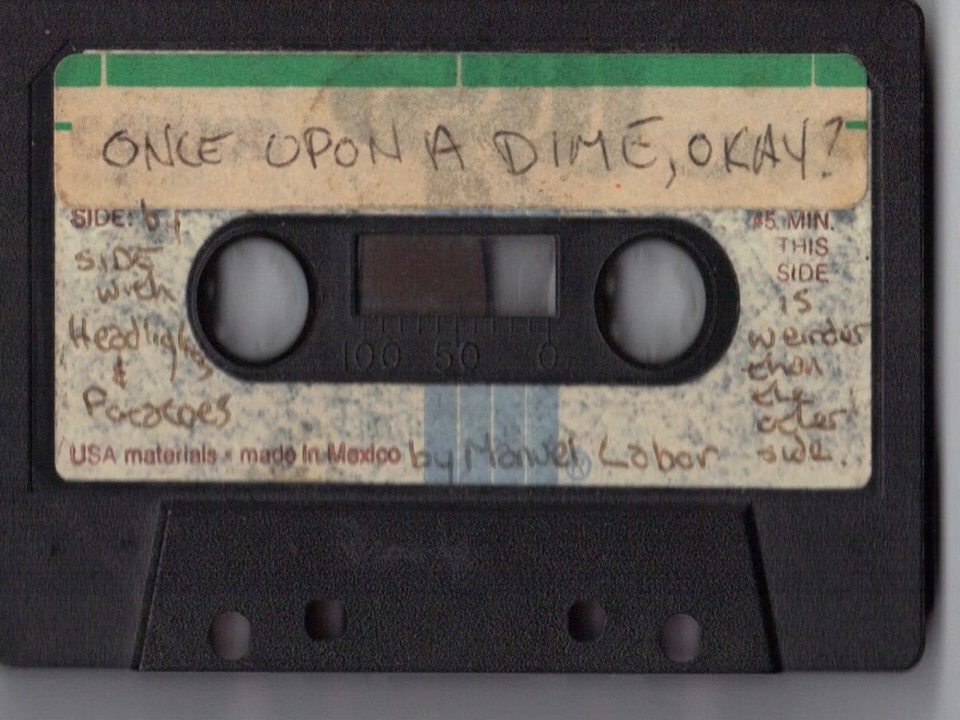 ONCE UPON A DIME, OKAY?
SIDE: by
SIDE
with
Headlights
&
Potatoes
45 MIN.
THIS
SIDE
is
weirder
than
the
other
side.
USA materials - made in Mexico by Manuel Labor
100 50 0